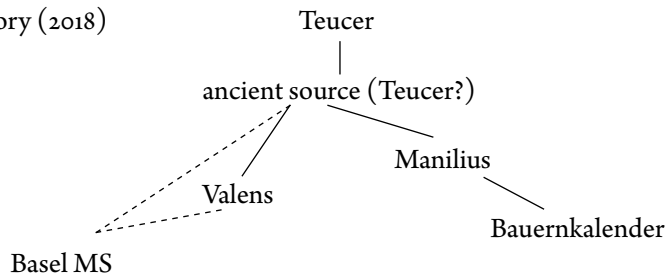 ory (2018)
Teucer
ancient source (Teucer?)
Manilius
Valens
Bauernkalender
Basel MS